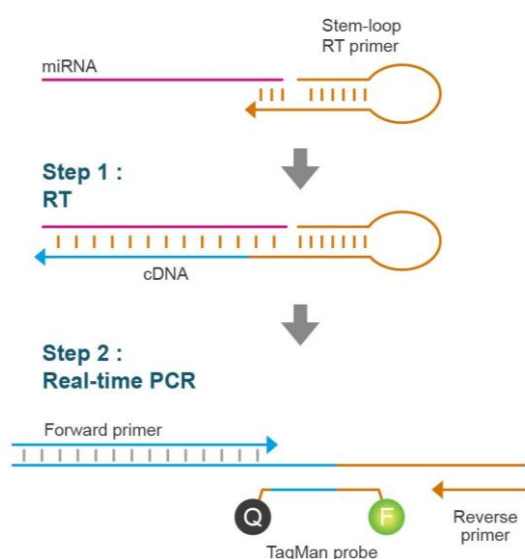 Stem-loop
RT primer
miRNA
Step 1 :
RT
cDNA
Step 2 :
Real-time PCR
Forward primer
Q
F
Reverse
primer
TaqMan probe